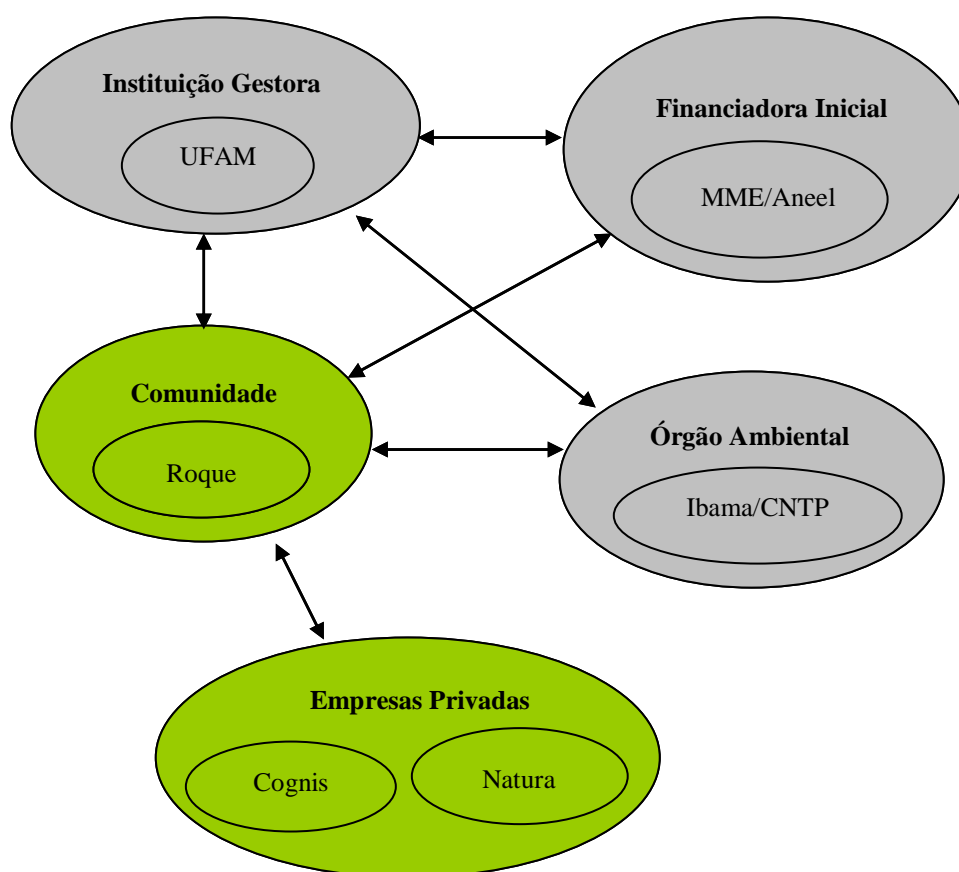 Instituição Gestora
UFAM
Financiadora Inicial
MME/Aneel
Comunidade
Roque
Órgão Ambiental
Ibama/CNTP
Empresas Privadas
Cognis
Natura